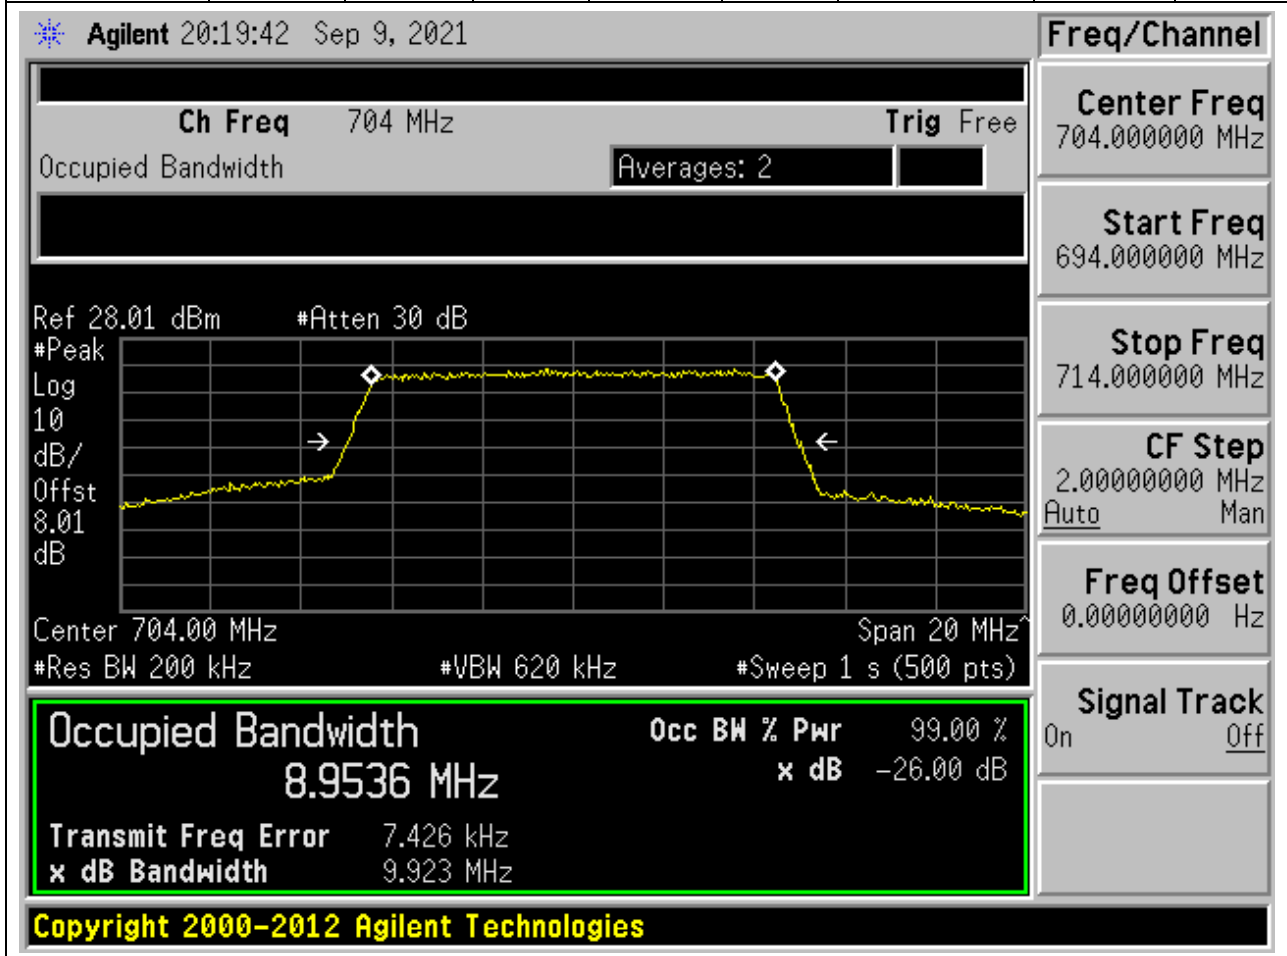 Agilent 20:19:42 Sep 9, 2021
Freq/Channel
Ch Freq 704 MHz Trig Free
Occupied Bandwidth Averages: 2
Center Freq
704.000000 MHz
Start Freq
694.000000 MHz
Stop Freq
714.000000 MHz
CF Step
2.00000000 MHz
Auto Man
Freq Offset
0.00000000 Hz
Signal Track
On Off
Ref 28.01 dBm #Atten 30 dB
#Peak
Log
10
dB/
Offst
8.01
dB
Center 704.00 MHz Span 20 MHz^
#Res BW 200 kHz #VBW 620 kHz #Sweep 1 s (500 pts)
Occupied Bandwidth Occ BW % Pwr 99.00 %
8.9536 MHz x dB -26.00 dB
Transmit Freq Error 7.426 kHz
x dB Bandwidth 9.923 MHz
Copyright 2000-2012 Agilent Technologies